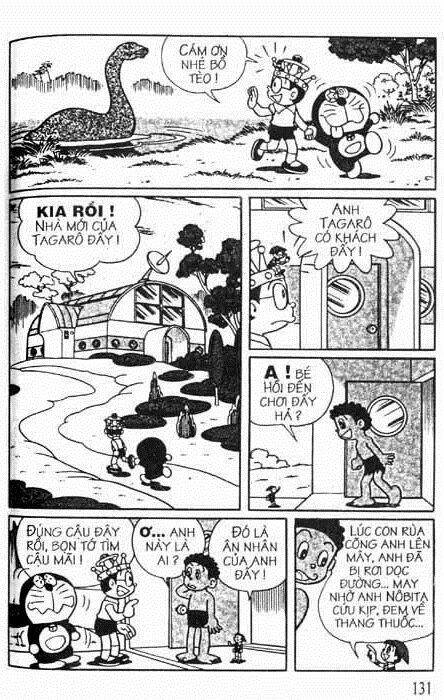 CÁM ƠN
NHÉ BỒ
TÈO !
KIA RỒI !
NHÀ MỚI CỦA
TAGARÔ ĐÂY !
ANH
TAGARÔ
CÓ KHÁCH
ĐẤY !
A ! BÉ
HỒI ĐẾN
CHƠI ĐẤY
HẢ ?
ĐÚNG CẬU ĐÂY
RỒI, BỌN TỚ TÌM
CẬU MÃI !
Ơ... ANH
NÀY LÀ
AI ?
ĐÓ LÀ
ÂN NHÂN
CỦA ANH
ĐẤY !
LÚC CON RÙA
CÕNG ANH LÊN
MÂY, ANH ĐÃ
BỊ RƠI DỌC
ĐƯỜNG... MAY
NHỜ ANH NÔBITA
CỨU KỊP, ĐEM VỀ
THANG THUỐC...
131